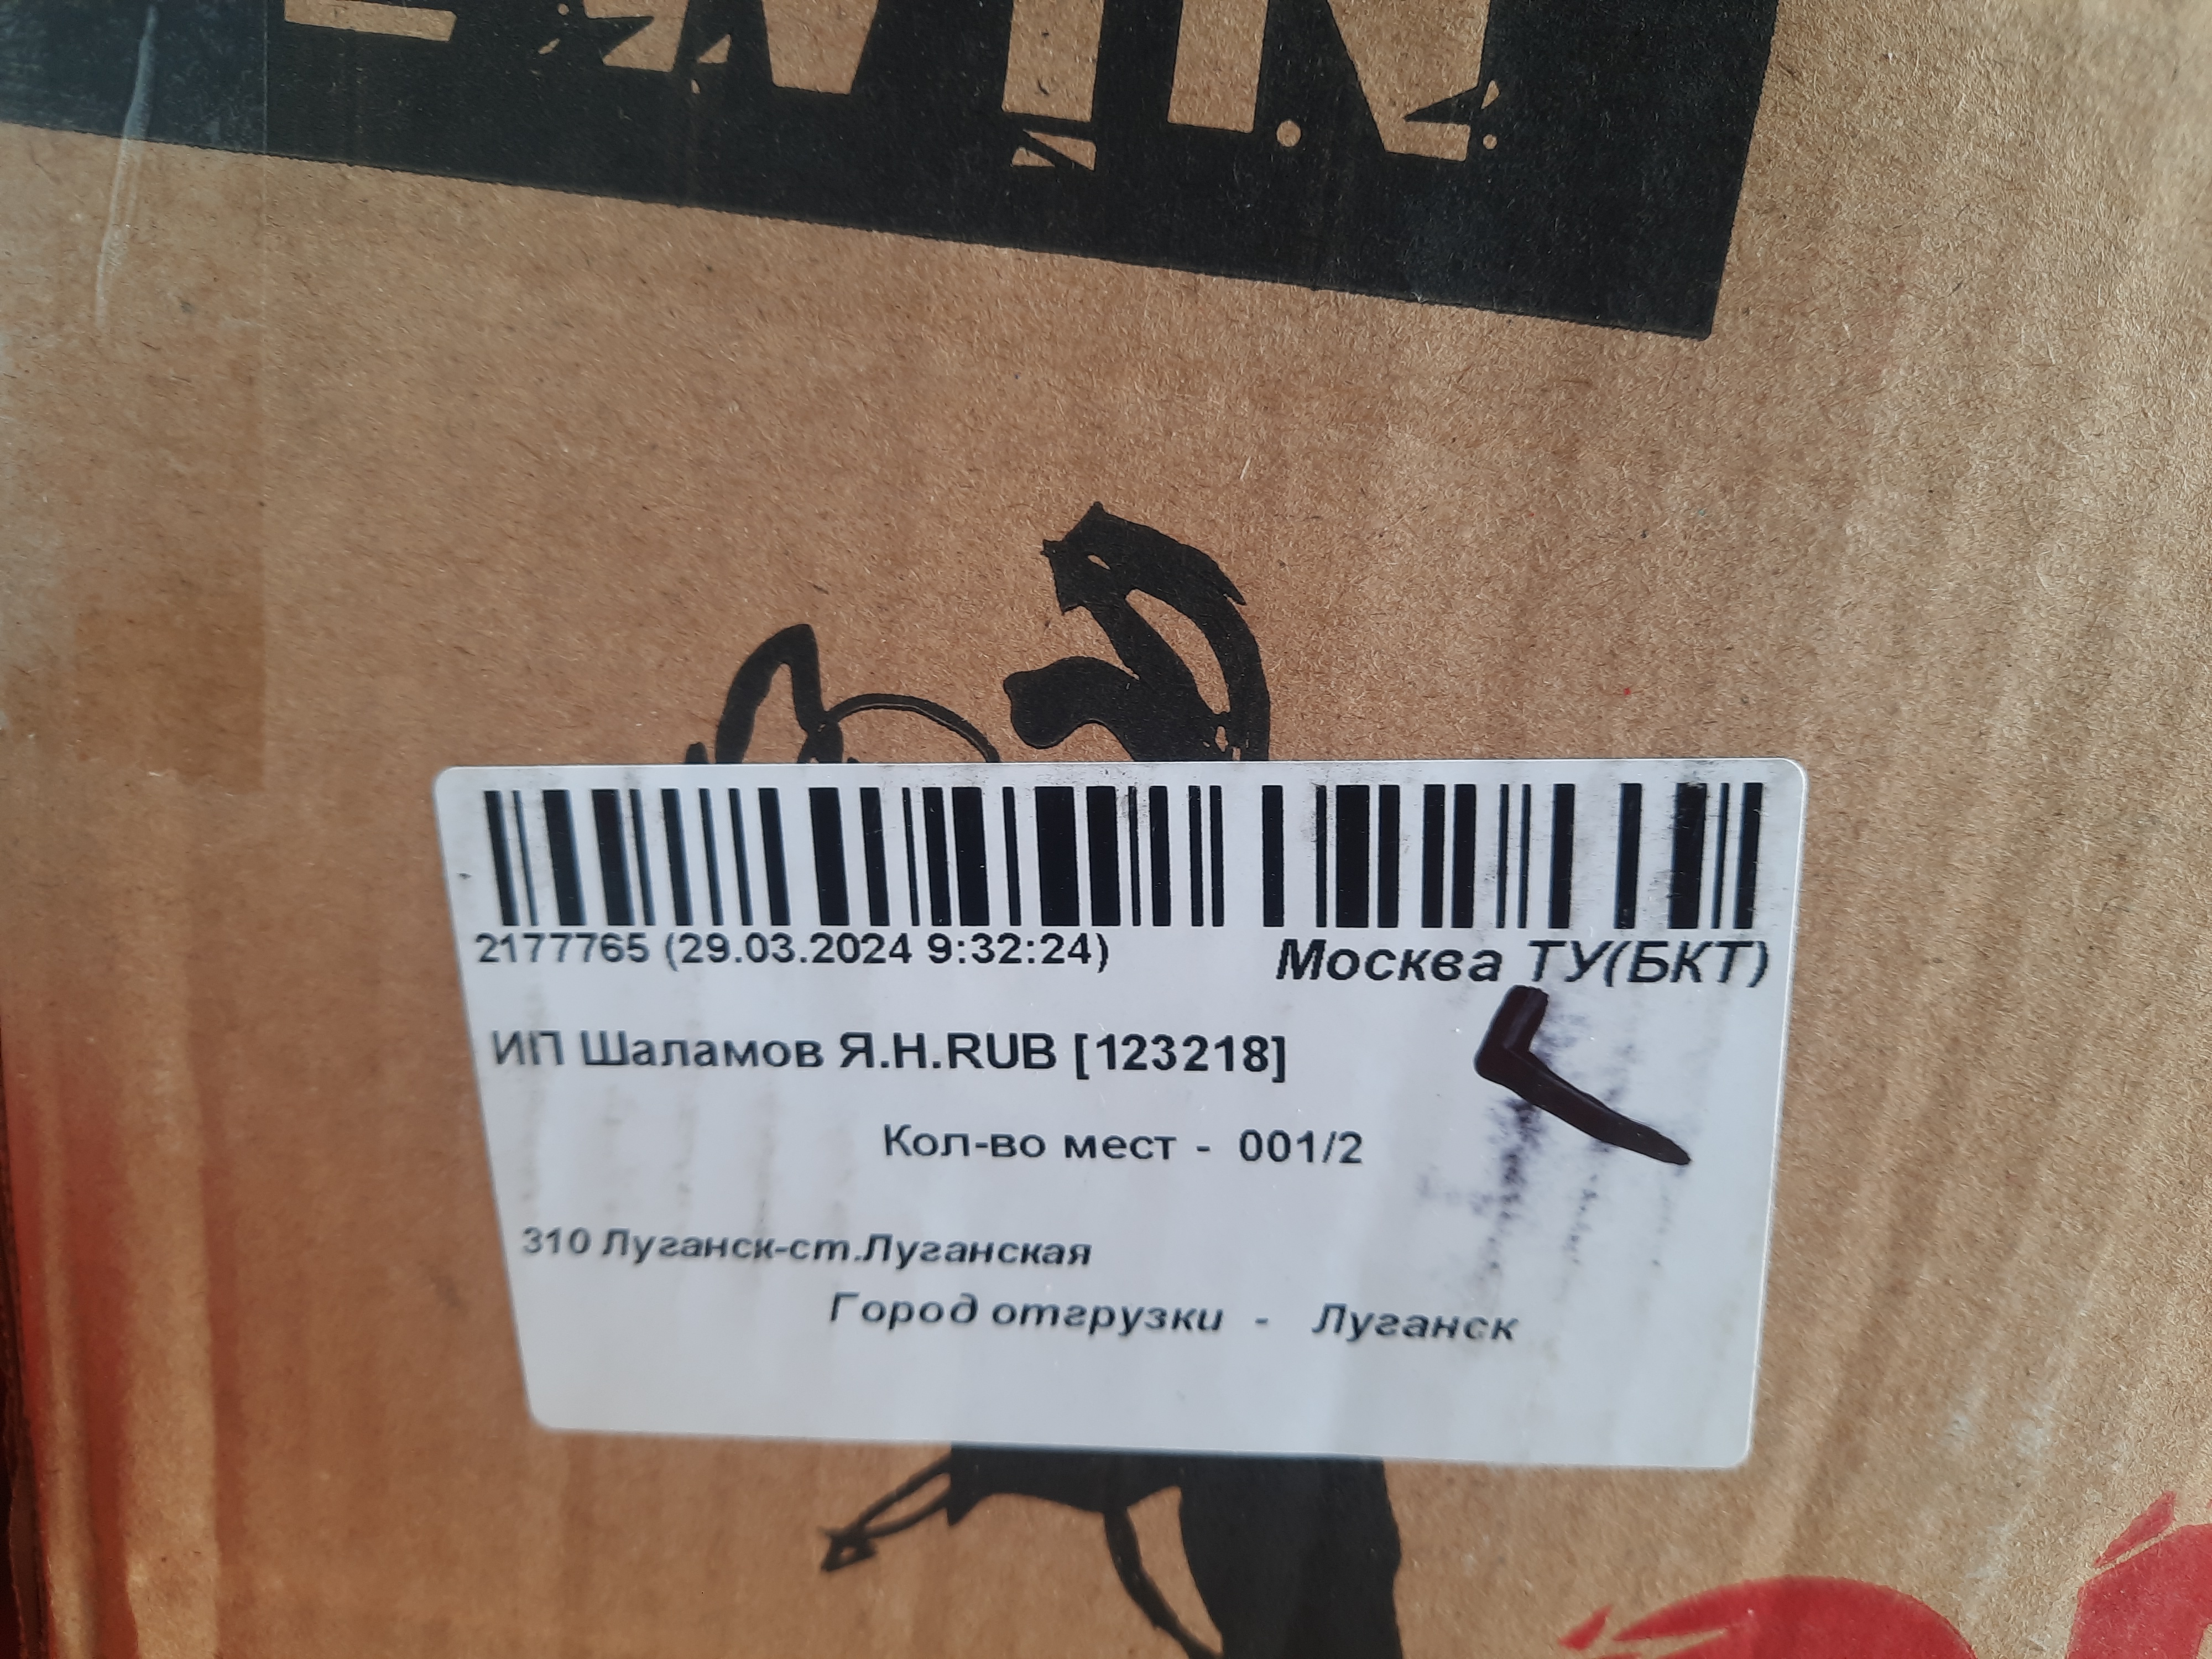 2177765 (29.03.2024 9:32:24) Москва ТУ(БКТ)
ИП Шаламов Я.Н.RUB [123218]
Кол-во мест - 001/2
310 Луганск-ст.Луганская
Город отгрузки - Луганск